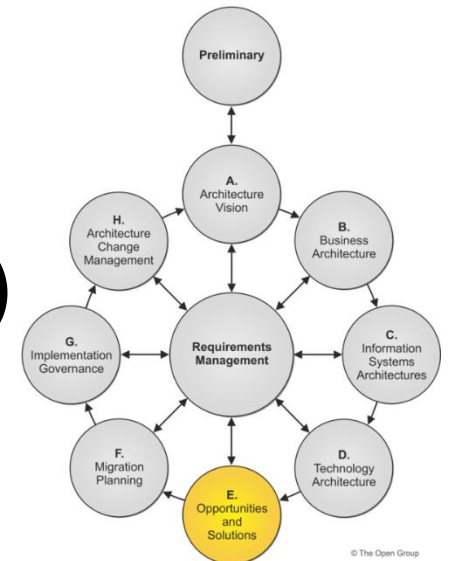 Preliminary
A.
Architecture
Vision
B.
Business
Architecture
C.
Information
Systems
Architectures
D.
Technology
Architecture
E.
Opportunities
and
Solutions
F.
Migration
Planning
G.
Implementation
Governance
H.
Architecture
Change
Management
Requirements
Management
© The Open Group